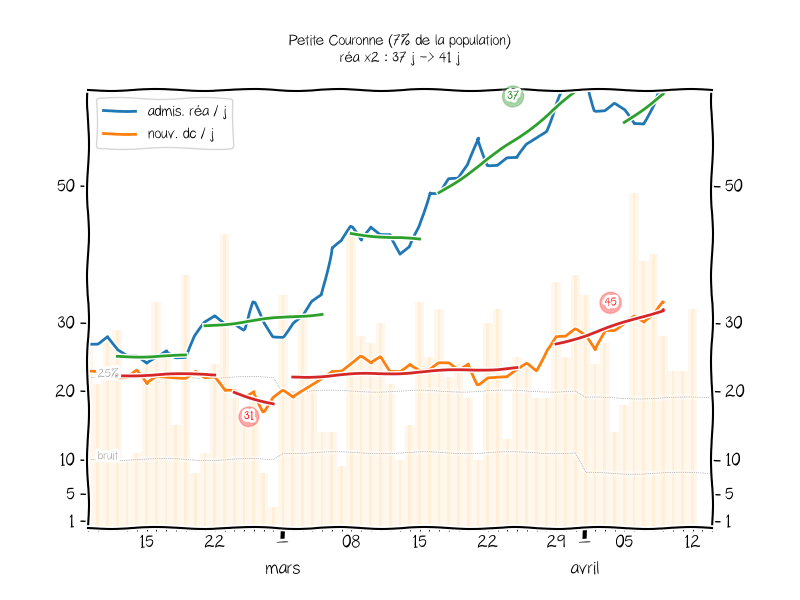 Petite Couronne (7% de la population)
réa x2 : 37 j -> 41 j
admis. réa / j
nouv. dc / j
37
50
50
45
30
30
25%
20
20
31
bruit
10
10
5
5
1
1
15 22 08 15 22 29 05 12
mars avril